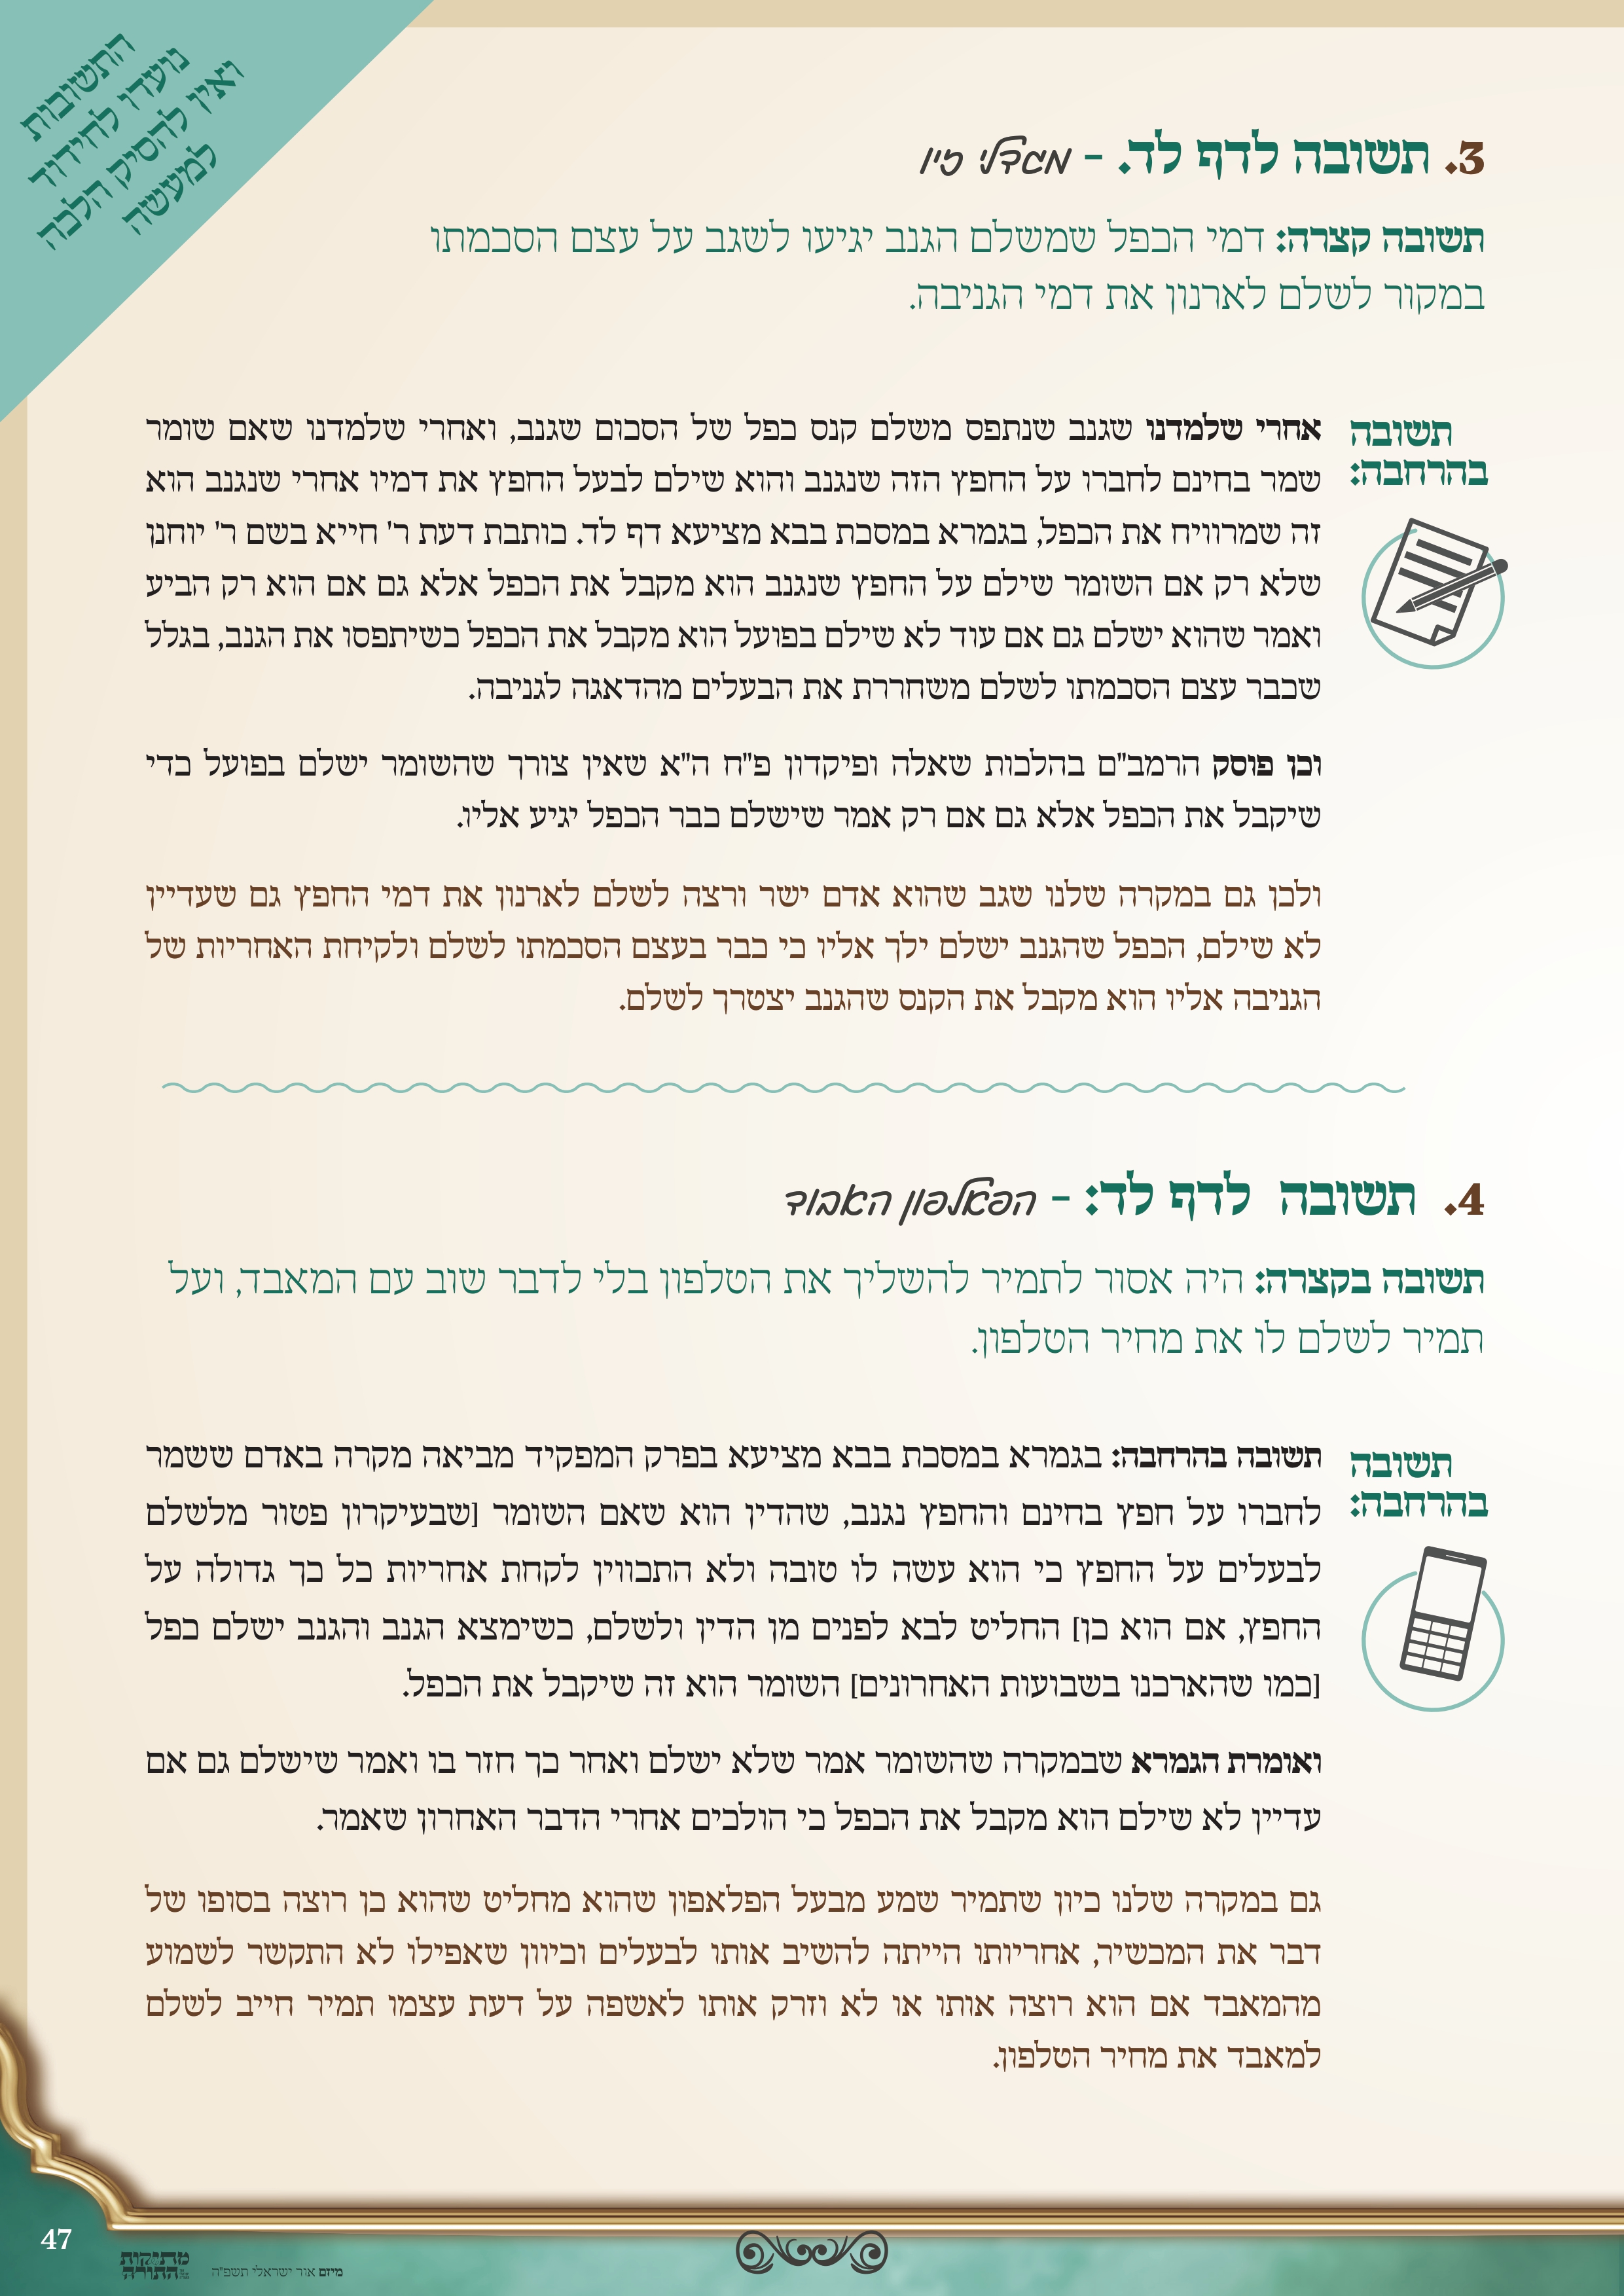 התשובות
נועדו לחידוד
ואין להסיק הלכה
למעשה
3. תשובה לדף לד. - מגדלי זיו
תשובה קצרה: דמי הכפל שמשלם הגנב יגיעו לשגב על עצם הסכמתו
במקור לשלם לארנון את דמי הגניבה.
תשובה
בהרחבה:
אחרי שלמדנו שגנב שנתפס משלם קנס כפל של הסכום שגנב, ואחרי שלמדנו שאם שומר
שמר בחינם לחברו על החפץ הזה שנגנב והוא שילם לבעל החפץ את דמיו אחרי שנגנב הוא
זה שמרוויח את הכפל, בגמרא במסכת בבא מציעא דף לד. כותבת דעת ר' חייא בשם ר' יוחנן
שלא רק אם השומר שילם על החפץ שנגנב הוא מקבל את הכפל אלא גם אם הוא רק הביע
ואמר שהוא ישלם גם אם עוד לא שילם בפועל הוא מקבל את הכפל כשיתפסו את הגנב, בגלל
שכבר עצם הסכמתו לשלם משחררת את הבעלים מהדאגה לגניבה.
וכן פוסק הרמב"ם בהלכות שאלה ופיקדון פ"ח ה"א שאין צורך שהשומר ישלם בפועל כדי
שיקבל את הכפל אלא גם אם רק אמר שישלם כבר הכפל יגיע אליו.
ולכן גם במקרה שלנו שגב שהוא אדם ישר ורצה לשלם לארנון את דמי החפץ גם שעדיין
לא שילם, הכפל שהגנב ישלם ילך אליו כי כבר בעצם הסכמתו לשלם ולקיחת האחריות של
הגניבה אליו הוא מקבל את הקנס שהגנב יצטרך לשלם.
4. תשובה לדף לד: - הפאלפון האבוד
תשובה בקצרה: היה אסור לתמיר להשליך את הטלפון בלי לדבר שוב עם המאבד, ועל
תמיר לשלם לו את מחיר הטלפון.
תשובה
בהרחבה:
תשובה בהרחבה: בגמרא במסכת בבא מציעא בפרק המפקיד מביאה מקרה באדם ששמר
לחברו על חפץ בחינם והחפץ נגנב, שהדין הוא שאם השומר [שבעיקרון פטור מלשלם
לבעלים על החפץ כי הוא עשה לו טובה ולא התכווין לקחת אחריות כל כך גדולה על
החפץ, אם הוא כן] החליט לבא לפנים מן הדין ולשלם, כשימצא הגנב והגנב ישלם כפל
[כמו שהארכנו בשבועות האחרונים] השומר הוא זה שיקבל את הכפל.
ואומרת הגמרא שבמקרה שהשומר אמר שלא ישלם ואחר כך חזר בו ואמר שישלם גם אם
עדיין לא שילם הוא מקבל את הכפל כי הולכים אחרי הדבר האחרון שאמר.
גם במקרה שלנו כיון שתמיר שמע מבעל הפלאפון שהוא מחליט שהוא כן רוצה בסופו של
דבר את המכשיר, אחריותו הייתה להשיב אותו לבעלים וכיוון שאפילו לא התקשר לשמוע
מהמאבד אם הוא רוצה אותו או לא וזרק אותו לאשפה על דעת עצמו תמיר חייב לשלם
למאבד את מחיר הטלפון.
47
מתיקות
התורה
מיזם אור ישראלי תשפ"ה